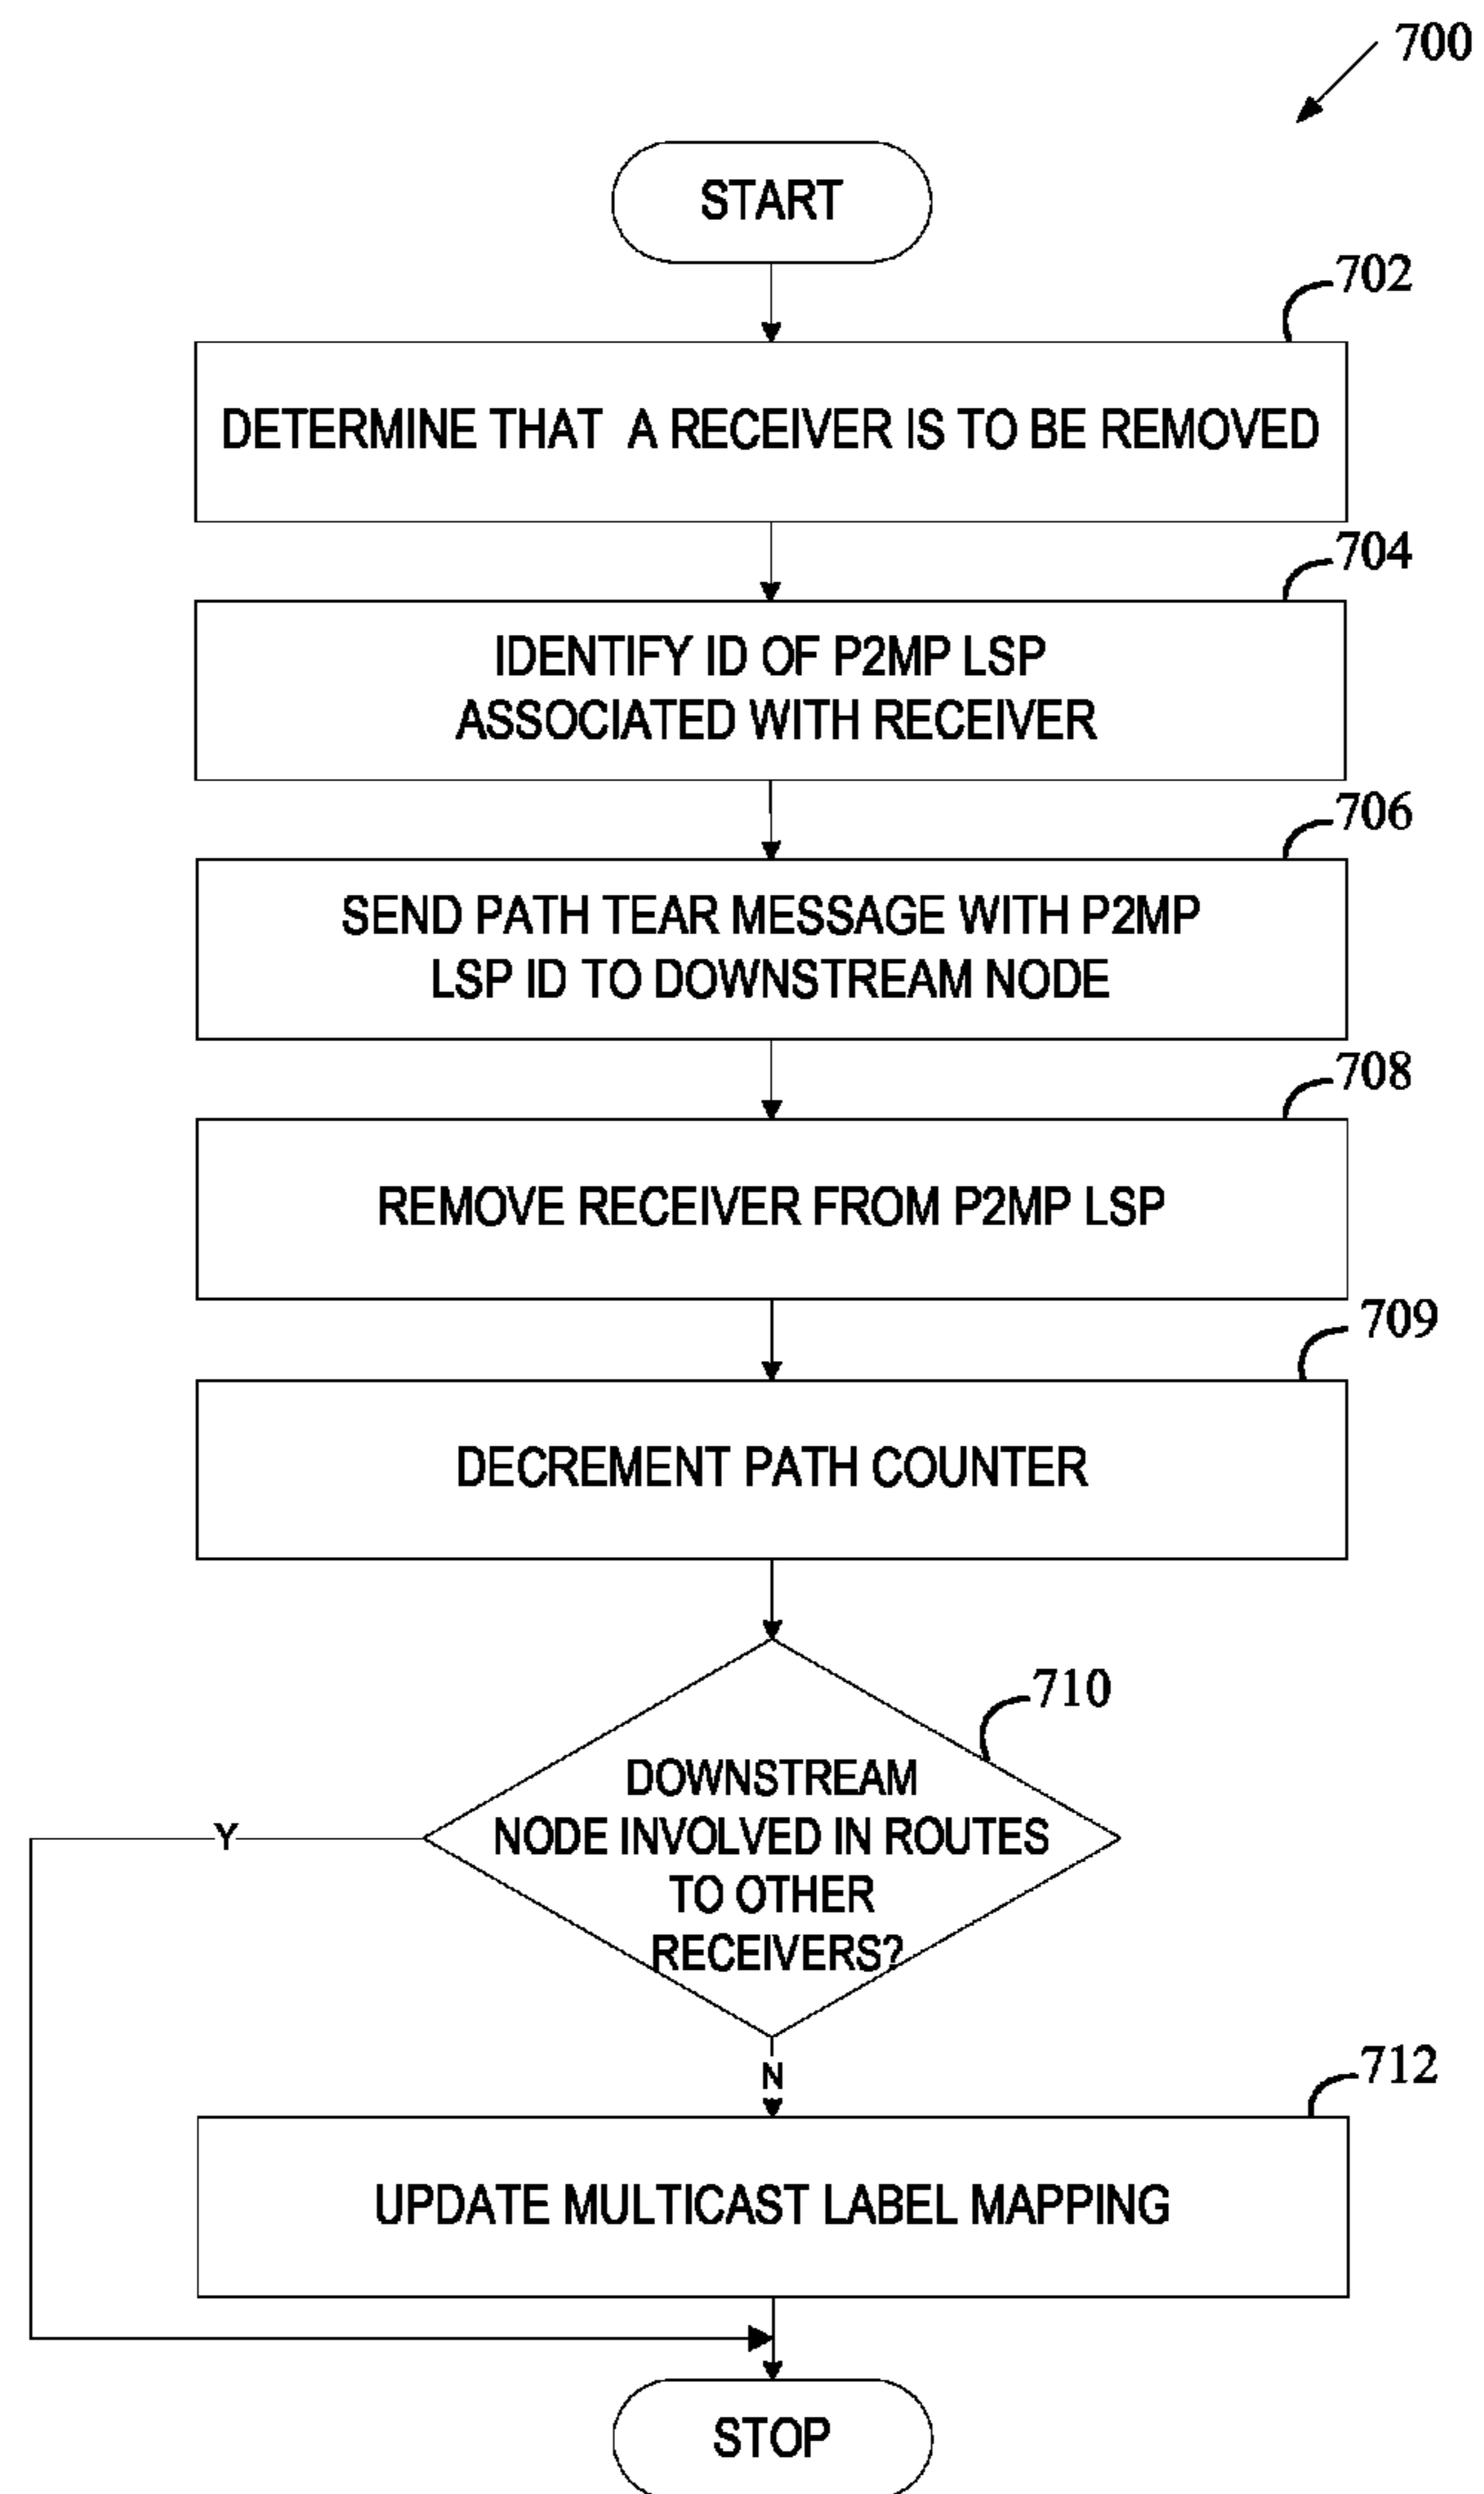 700
START
702
DETERMINE THAT A RECEIVER IS TO BE REMOVED
704
IDENTIFY ID OF P2MP LSP
ASSOCIATED WITH RECEIVER
706
SEND PATH TEAR MESSAGE WITH P2MP
LSP ID TO DOWNSTREAM NODE
708
REMOVE RECEIVER FROM P2MP LSP
709
DECREMENT PATH COUNTER
710
DOWNSTREAM
NODE INVOLVED IN ROUTES
TO OTHER
RECEIVERS?
Y
N
712
UPDATE MULTICAST LABEL MAPPING
STOP